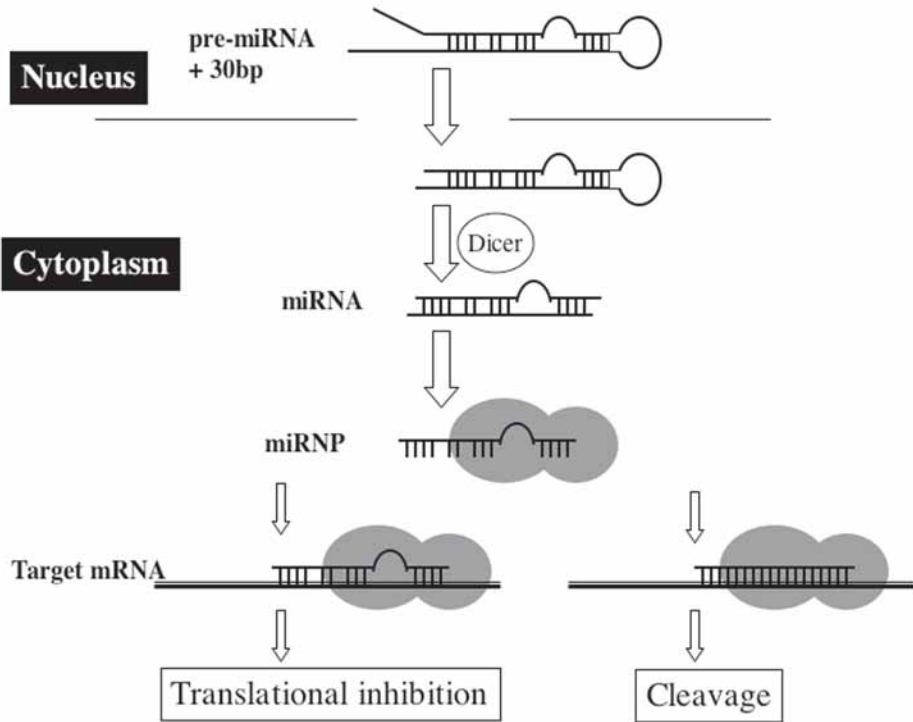 pre-miRNA
+ 30bp
Nucleus
Dicer
Cytoplasm
miRNA
miRNP
Target mRNA
Translational inhibition
Cleavage